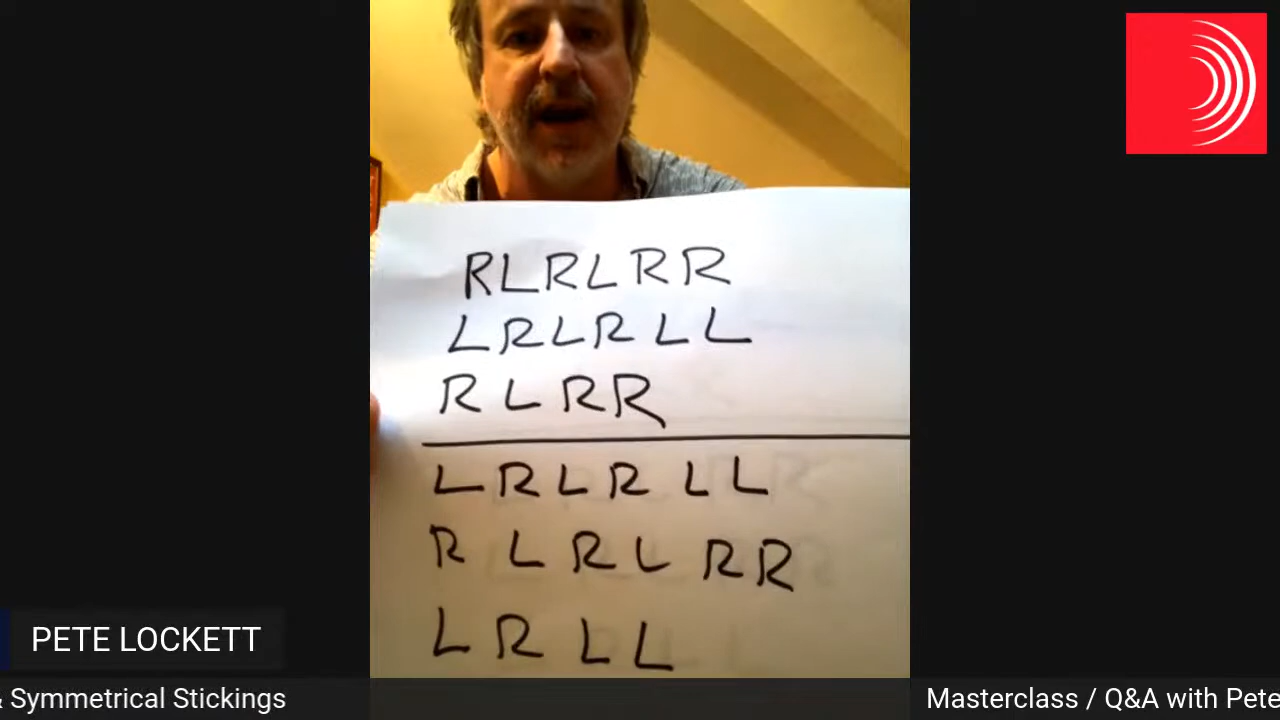 RLRLRR
LRLRLL
RLRR
LRLRLL
RLRLRR
LRLL
PETE LOCKETT
Symmetrical Stickings
Masterclass / Q&A with Pete